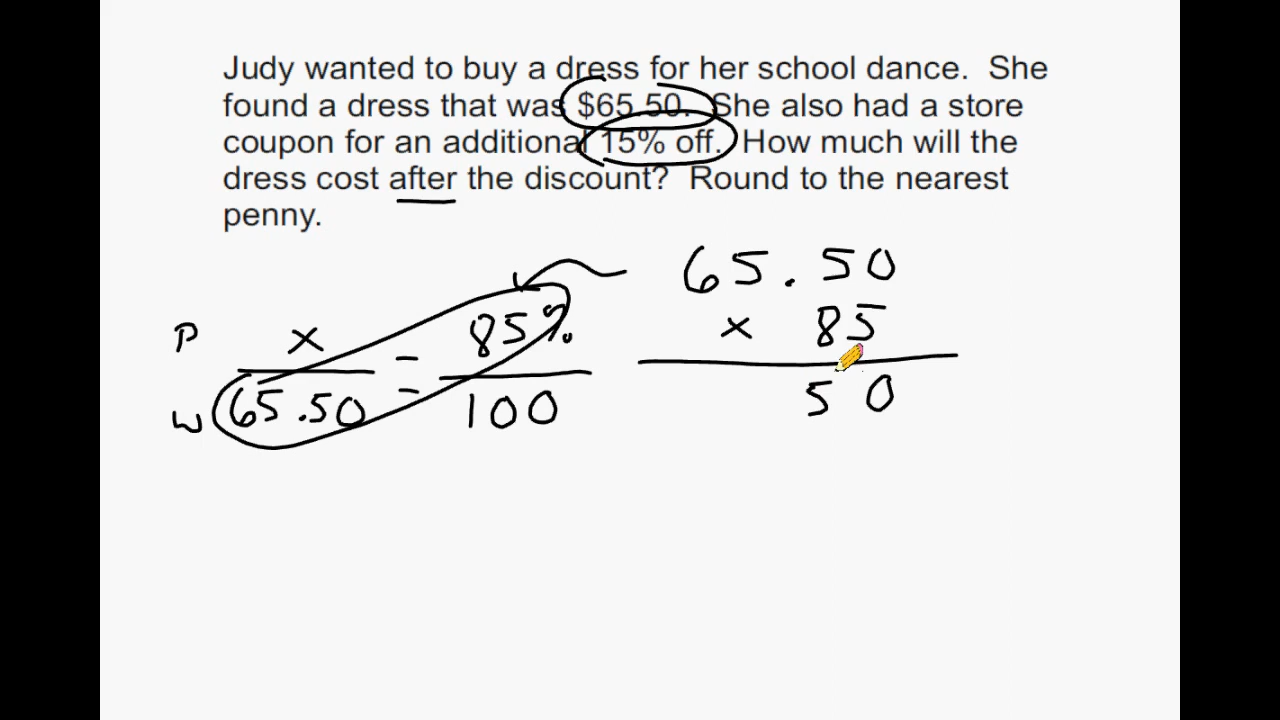 Judy wanted to buy a dress for her school dance. She
found a dress that was $65.50. She also had a store
coupon for an additional 15% off. How much will the
dress cost after the discount? Round to the nearest
penny.
P x = 85%
W 65.50 = 100
65.50
x 85
50